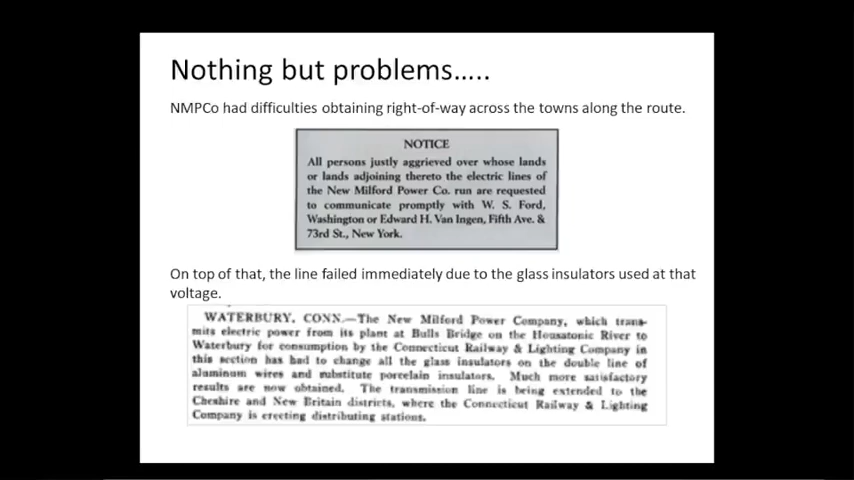 Nothing but problems.....
NMPCo had difficulties obtaining right-of-way across the towns along the route.
NOTICE
All persons justly aggrieved over whose lands
or lands adjoining thereto the electric lines of
the New Milford Power Co. run are requested
to communicate promptly with W. S. Ford,
Washington or Edward H. Van Ingen, Fifth Ave. &
73rd St., New York.
On top of that, the line failed immediately due to the glass insulators used at that
voltage.
WATERBURY, CONN.—The New Milford Power Company, which trans-
mits electric power from its plant at Bulls Bridge on the Housatonic River to
Waterbury for consumption by the Connecticut Railway & Lighting Company in
this section has had to change all the glass insulators on the double line of
aluminum wires and substitute porcelain insulators. Much more satisfactory
results are now obtained. The transmission line is being extended to the
Cheshire and New Britain districts, where the Connecticut Railway & Lighting
Company is erecting distributing stations.